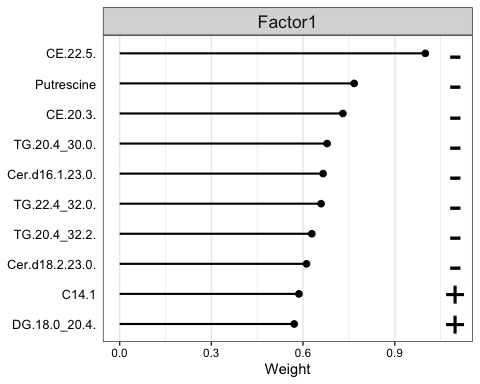 Factor1
CE.22.5. -
Putrescine -
CE.20.3. -
TG.20.4_30.0. -
Cer.d16.1.23.0. -
TG.22.4_32.0. -
TG.20.4_32.2. -
Cer.d18.2.23.0. -
C14.1 +
DG.18.0_20.4. +
0.0 0.3 0.6 0.9
Weight